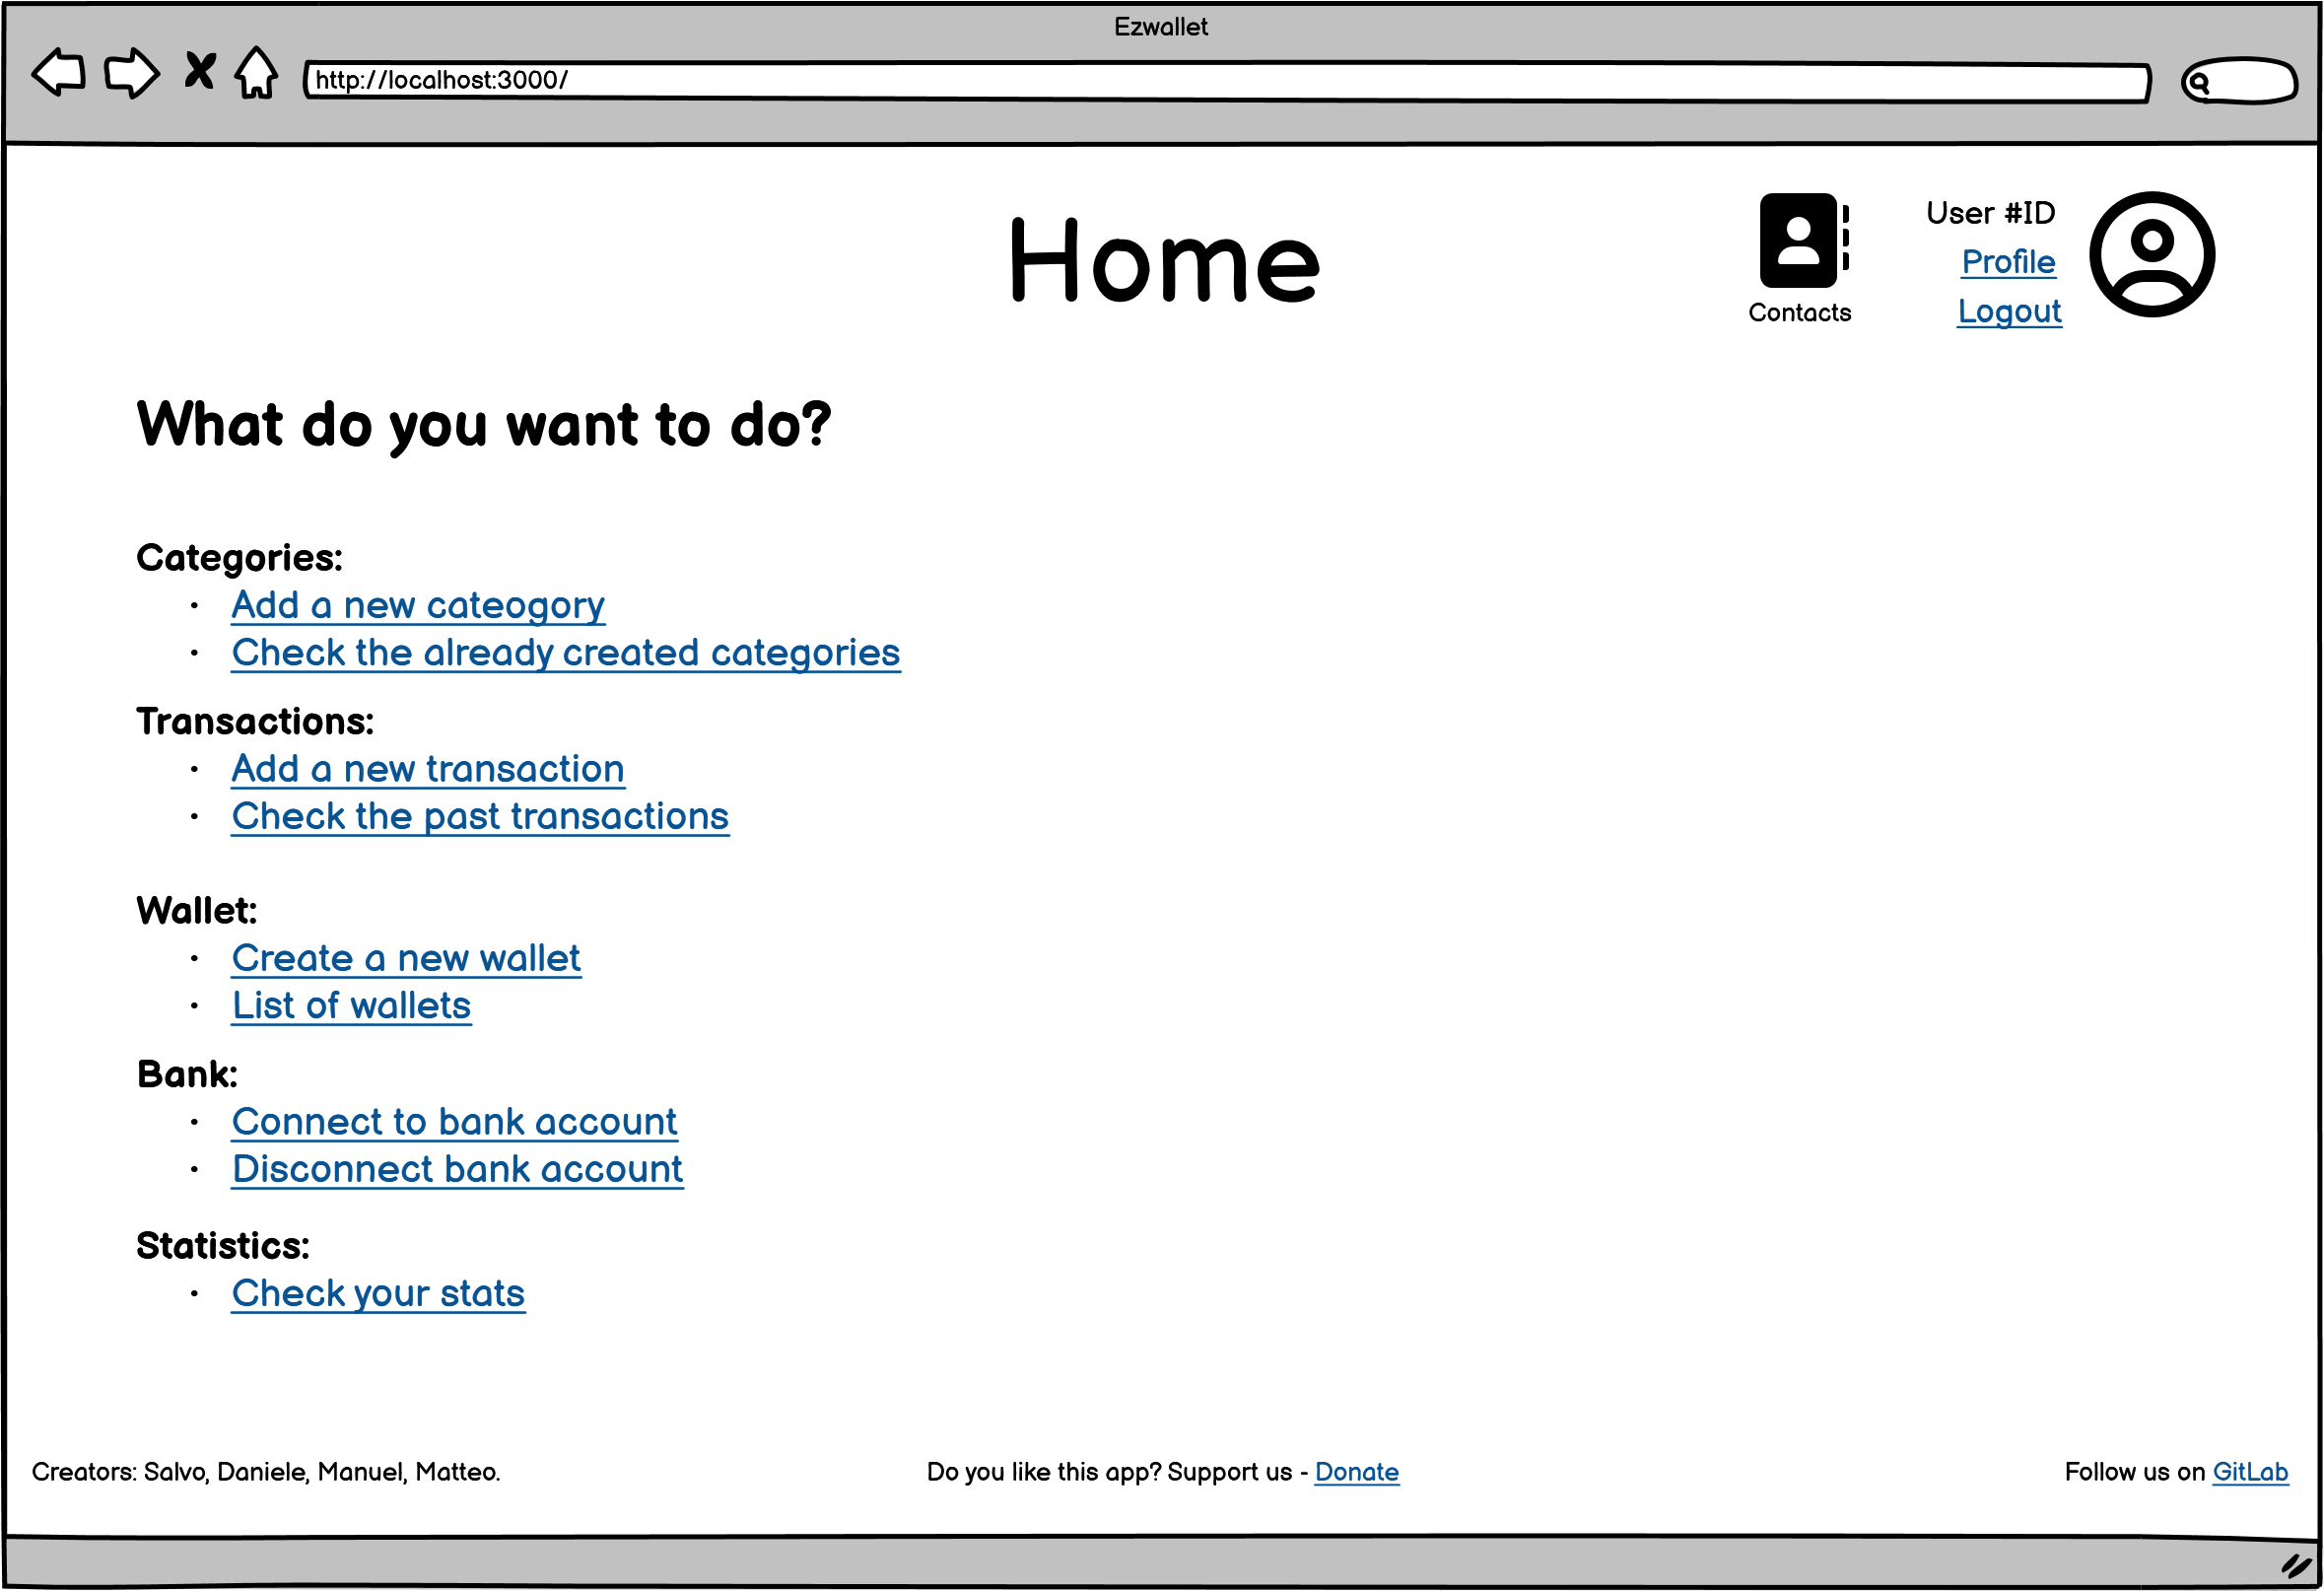 Ezwallet
http://localhost:3000/
Home
Contacts
User #ID
Profile
Logout
What do you want to do?
Categories:
· Add a new cateogory
· Check the already created categories
Transactions:
· Add a new transaction
· Check the past transactions
Wallet:
· Create a new wallet
· List of wallets
Bank:
· Connect to bank account
· Disconnect bank account
Statistics:
· Check your stats
Creators: Salvo, Daniele, Manuel, Matteo.
Do you like this app? Support us - Donate
Follow us on GitLab